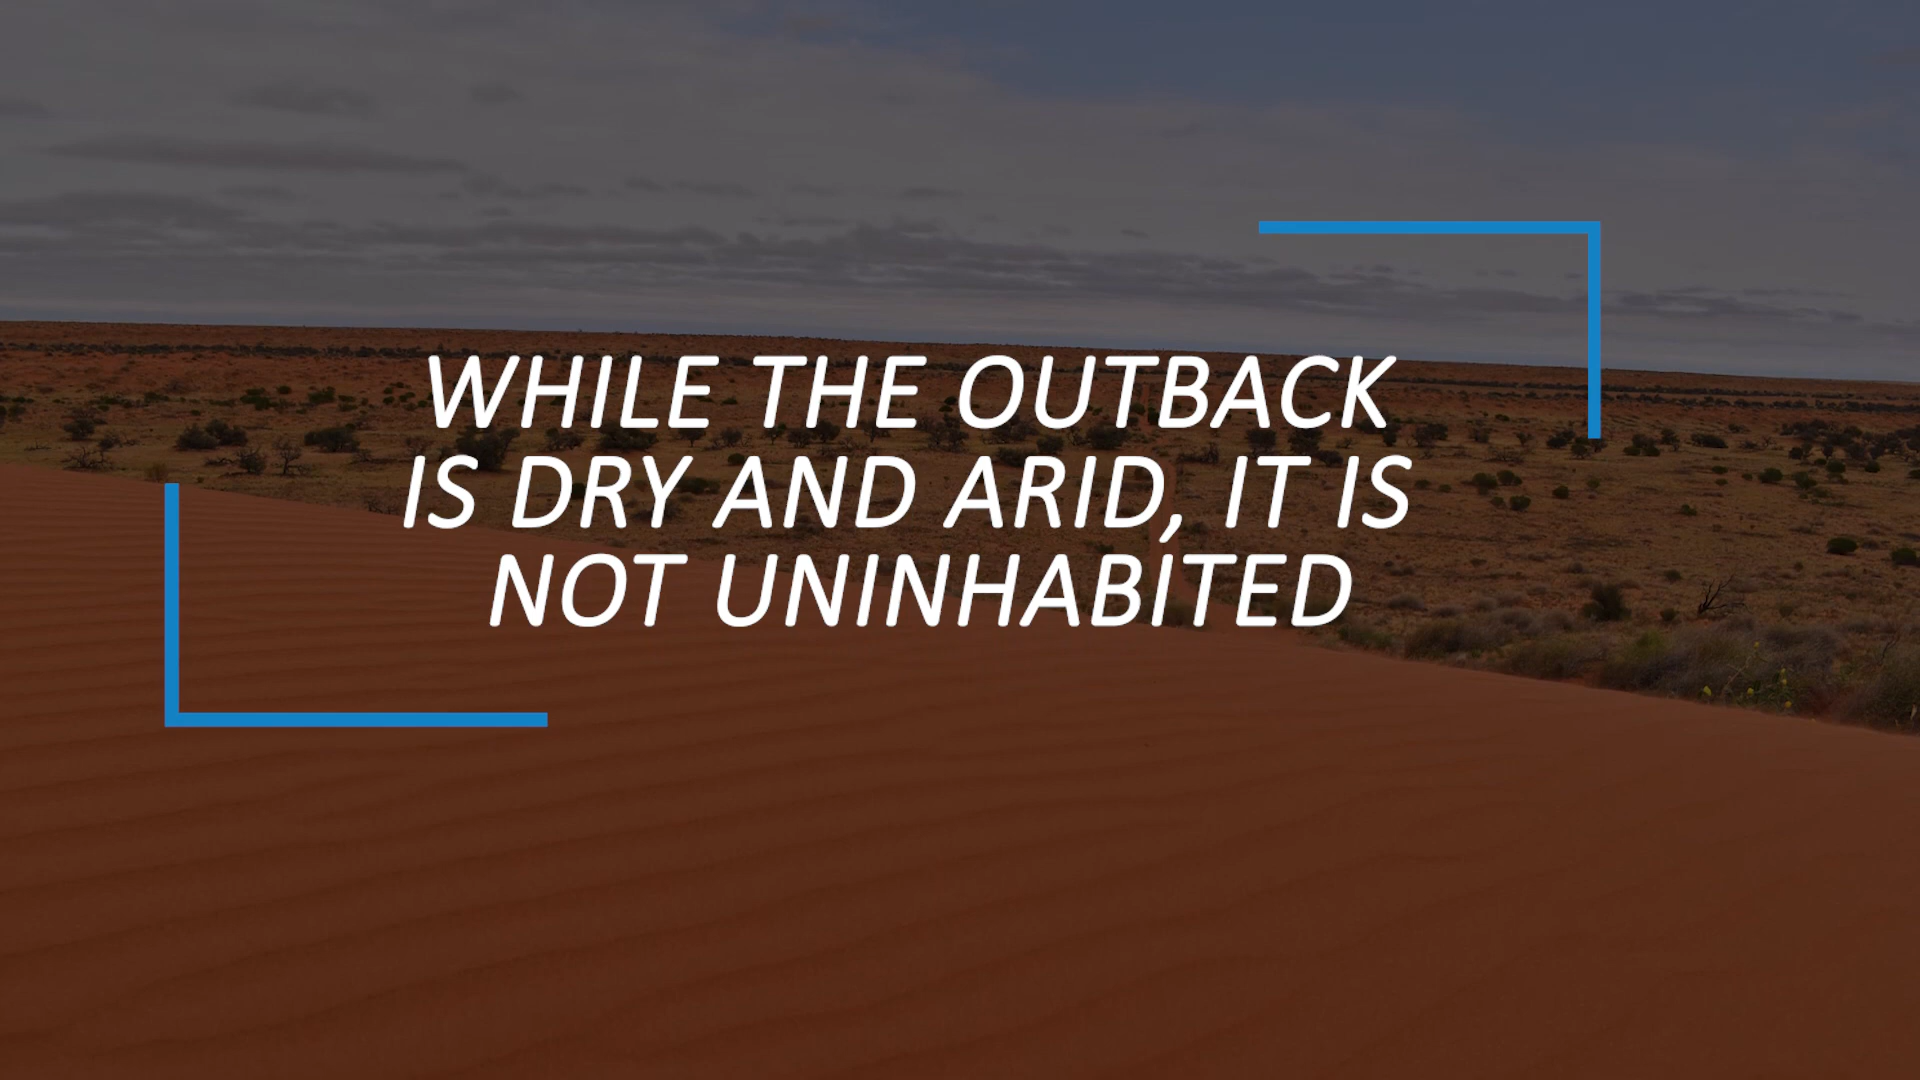 WHILE THE OUTBACK
IS DRY AND ARID, IT IS
NOT UNINHABITED